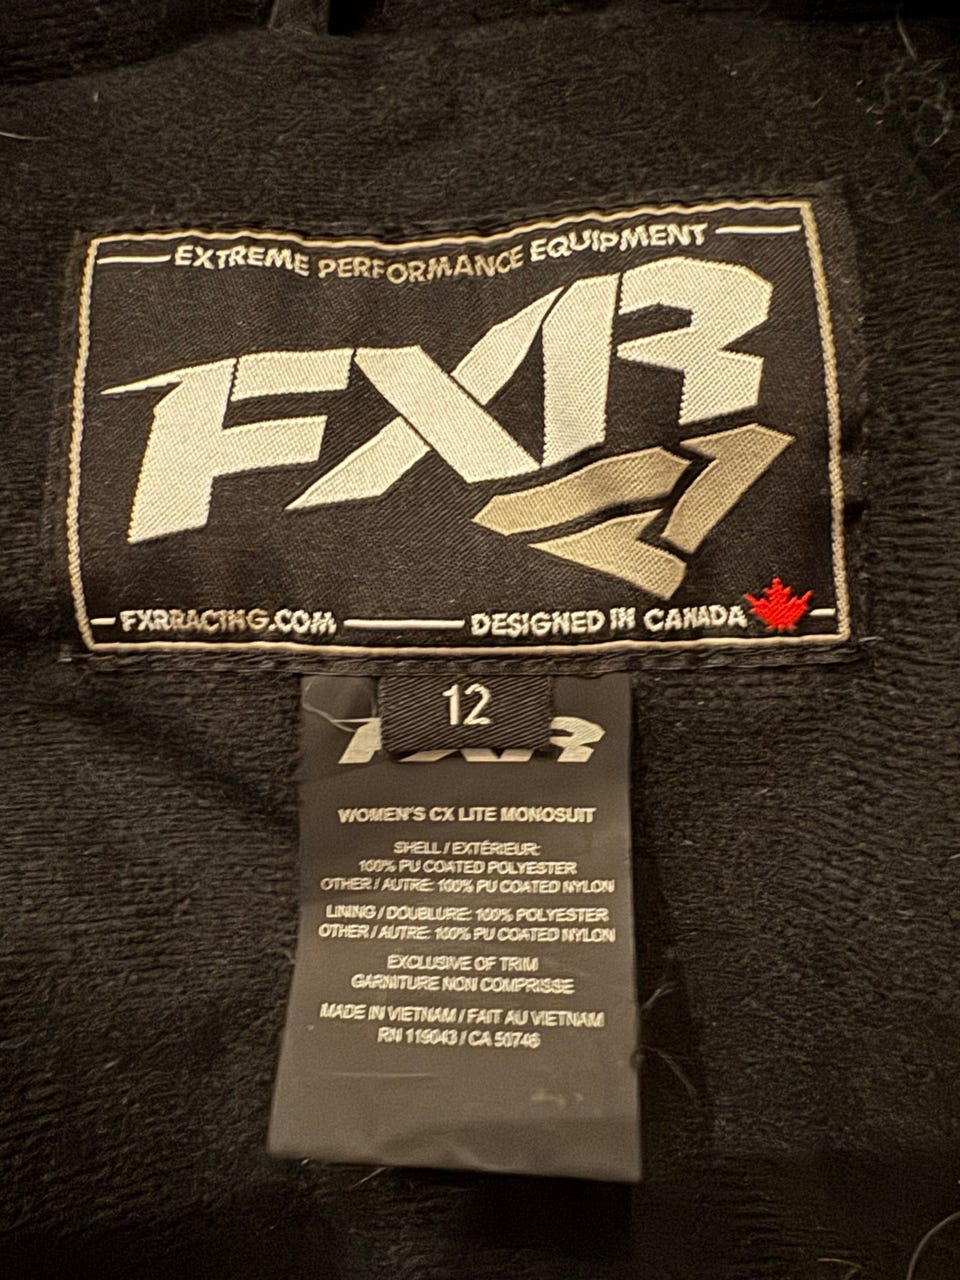 EXTREME PERFORMANCE EQUIPMENT
FXR
FXRRACING.COM
DESIGNED IN CANADA
12
FXR
WOMEN'S CX LITE MONOSUIT
SHELL / EXTÉRIEUR:
100% PU COATED POLYESTER
OTHER / AUTRE: 100% PU COATED NYLON
LINING / DOUBLURE: 100% POLYESTER
OTHER / AUTRE: 100% PU COATED NYLON
EXCLUSIVE OF TRIM
GARNITURE NON COMPRISSE
MADE IN VIETNAM / FAIT AU VIETNAM
RN 119043 / CA 50746